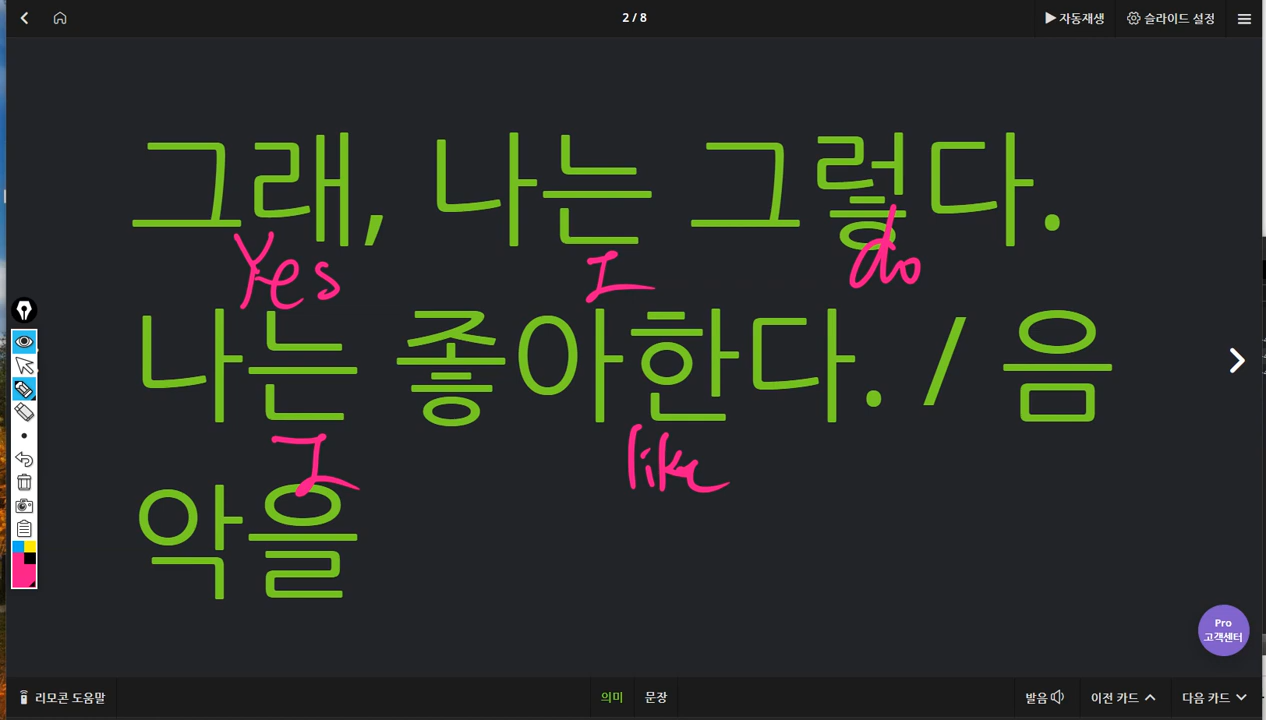 2 / 8
자동재생
슬라이드 설정
그래, 나는 그렇다.
Yes I do
나는 좋아한다. / 음
I like
악을
Pro
고객센터
리모콘 도움말
의미
문장
발음
이전 카드
다음 카드